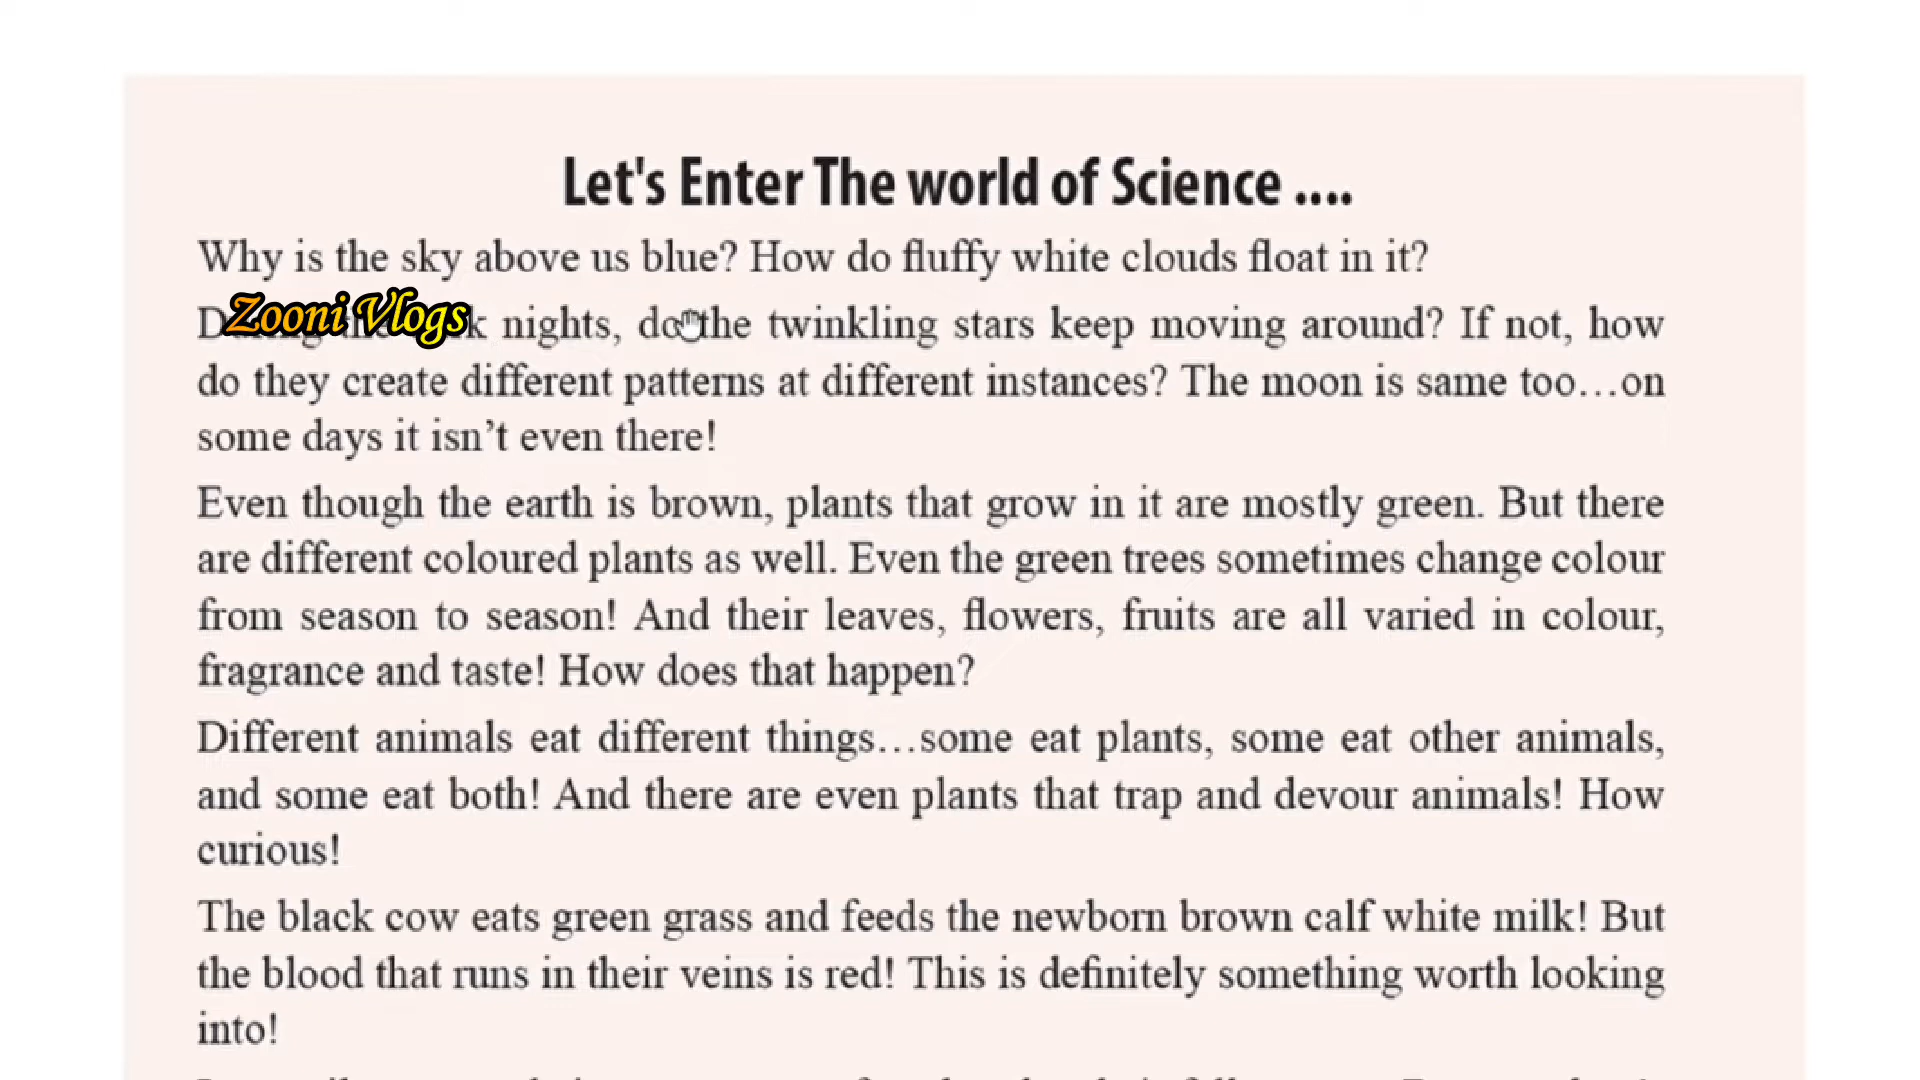 Let's Enter The world of Science ....
Why is the sky above us blue? How do fluffy white clouds float in it?
Zooni Vlogs
nights, do the twinkling stars keep moving around? If not, how
do they create different patterns at different instances? The moon is same too…on
some days it isn’t even there!
Even though the earth is brown, plants that grow in it are mostly green. But there
are different coloured plants as well. Even the green trees sometimes change colour
from season to season! And their leaves, flowers, fruits are all varied in colour,
fragrance and taste! How does that happen?
Different animals eat different things…some eat plants, some eat other animals,
and some eat both! And there are even plants that trap and devour animals! How
curious!
The black cow eats green grass and feeds the newborn brown calf white milk! But
the blood that runs in their veins is red! This is definitely something worth looking
into!